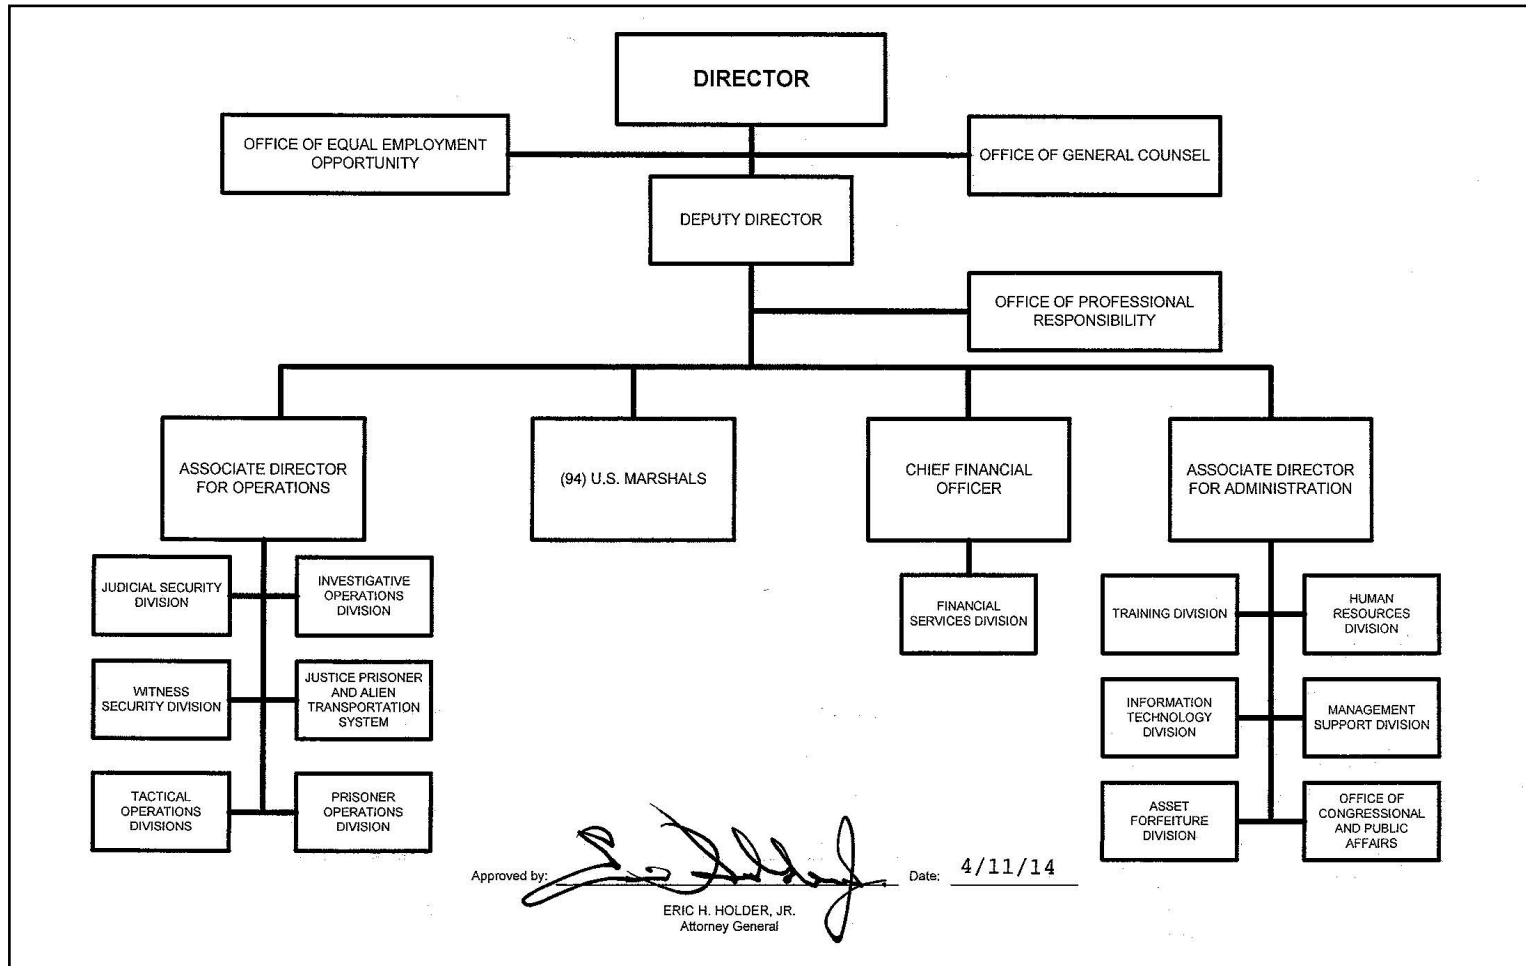 DIRECTOR
OFFICE OF EQUAL EMPLOYMENT
OPPORTUNITY
OFFICE OF GENERAL COUNSEL
DEPUTY DIRECTOR
OFFICE OF PROFESSIONAL
RESPONSIBILITY
ASSOCIATE DIRECTOR
FOR OPERATIONS
(94) U.S. MARSHALS
CHIEF FINANCIAL
OFFICER
ASSOCIATE DIRECTOR
FOR ADMINISTRATION
JUDICIAL SECURITY
DIVISION
INVESTIGATIVE
OPERATIONS
DIVISION
WITNESS
SECURITY DIVISION
JUSTICE PRISONER
AND ALIEN
TRANSPORTATION
SYSTEM
TACTICAL
OPERATIONS
DIVISIONS
PRISONER
OPERATIONS
DIVISION
FINANCIAL
SERVICES DIVISION
TRAINING DIVISION
HUMAN
RESOURCES
DIVISION
INFORMATION
TECHNOLOGY
DIVISION
MANAGEMENT
SUPPORT DIVISION
ASSET
FORFEITURE
DIVISION
OFFICE OF
CONGRESSIONAL
AND PUBLIC
AFFAIRS
Approved by:
Date: 4/11/14
ERIC H. HOLDER, JR.
Attorney General